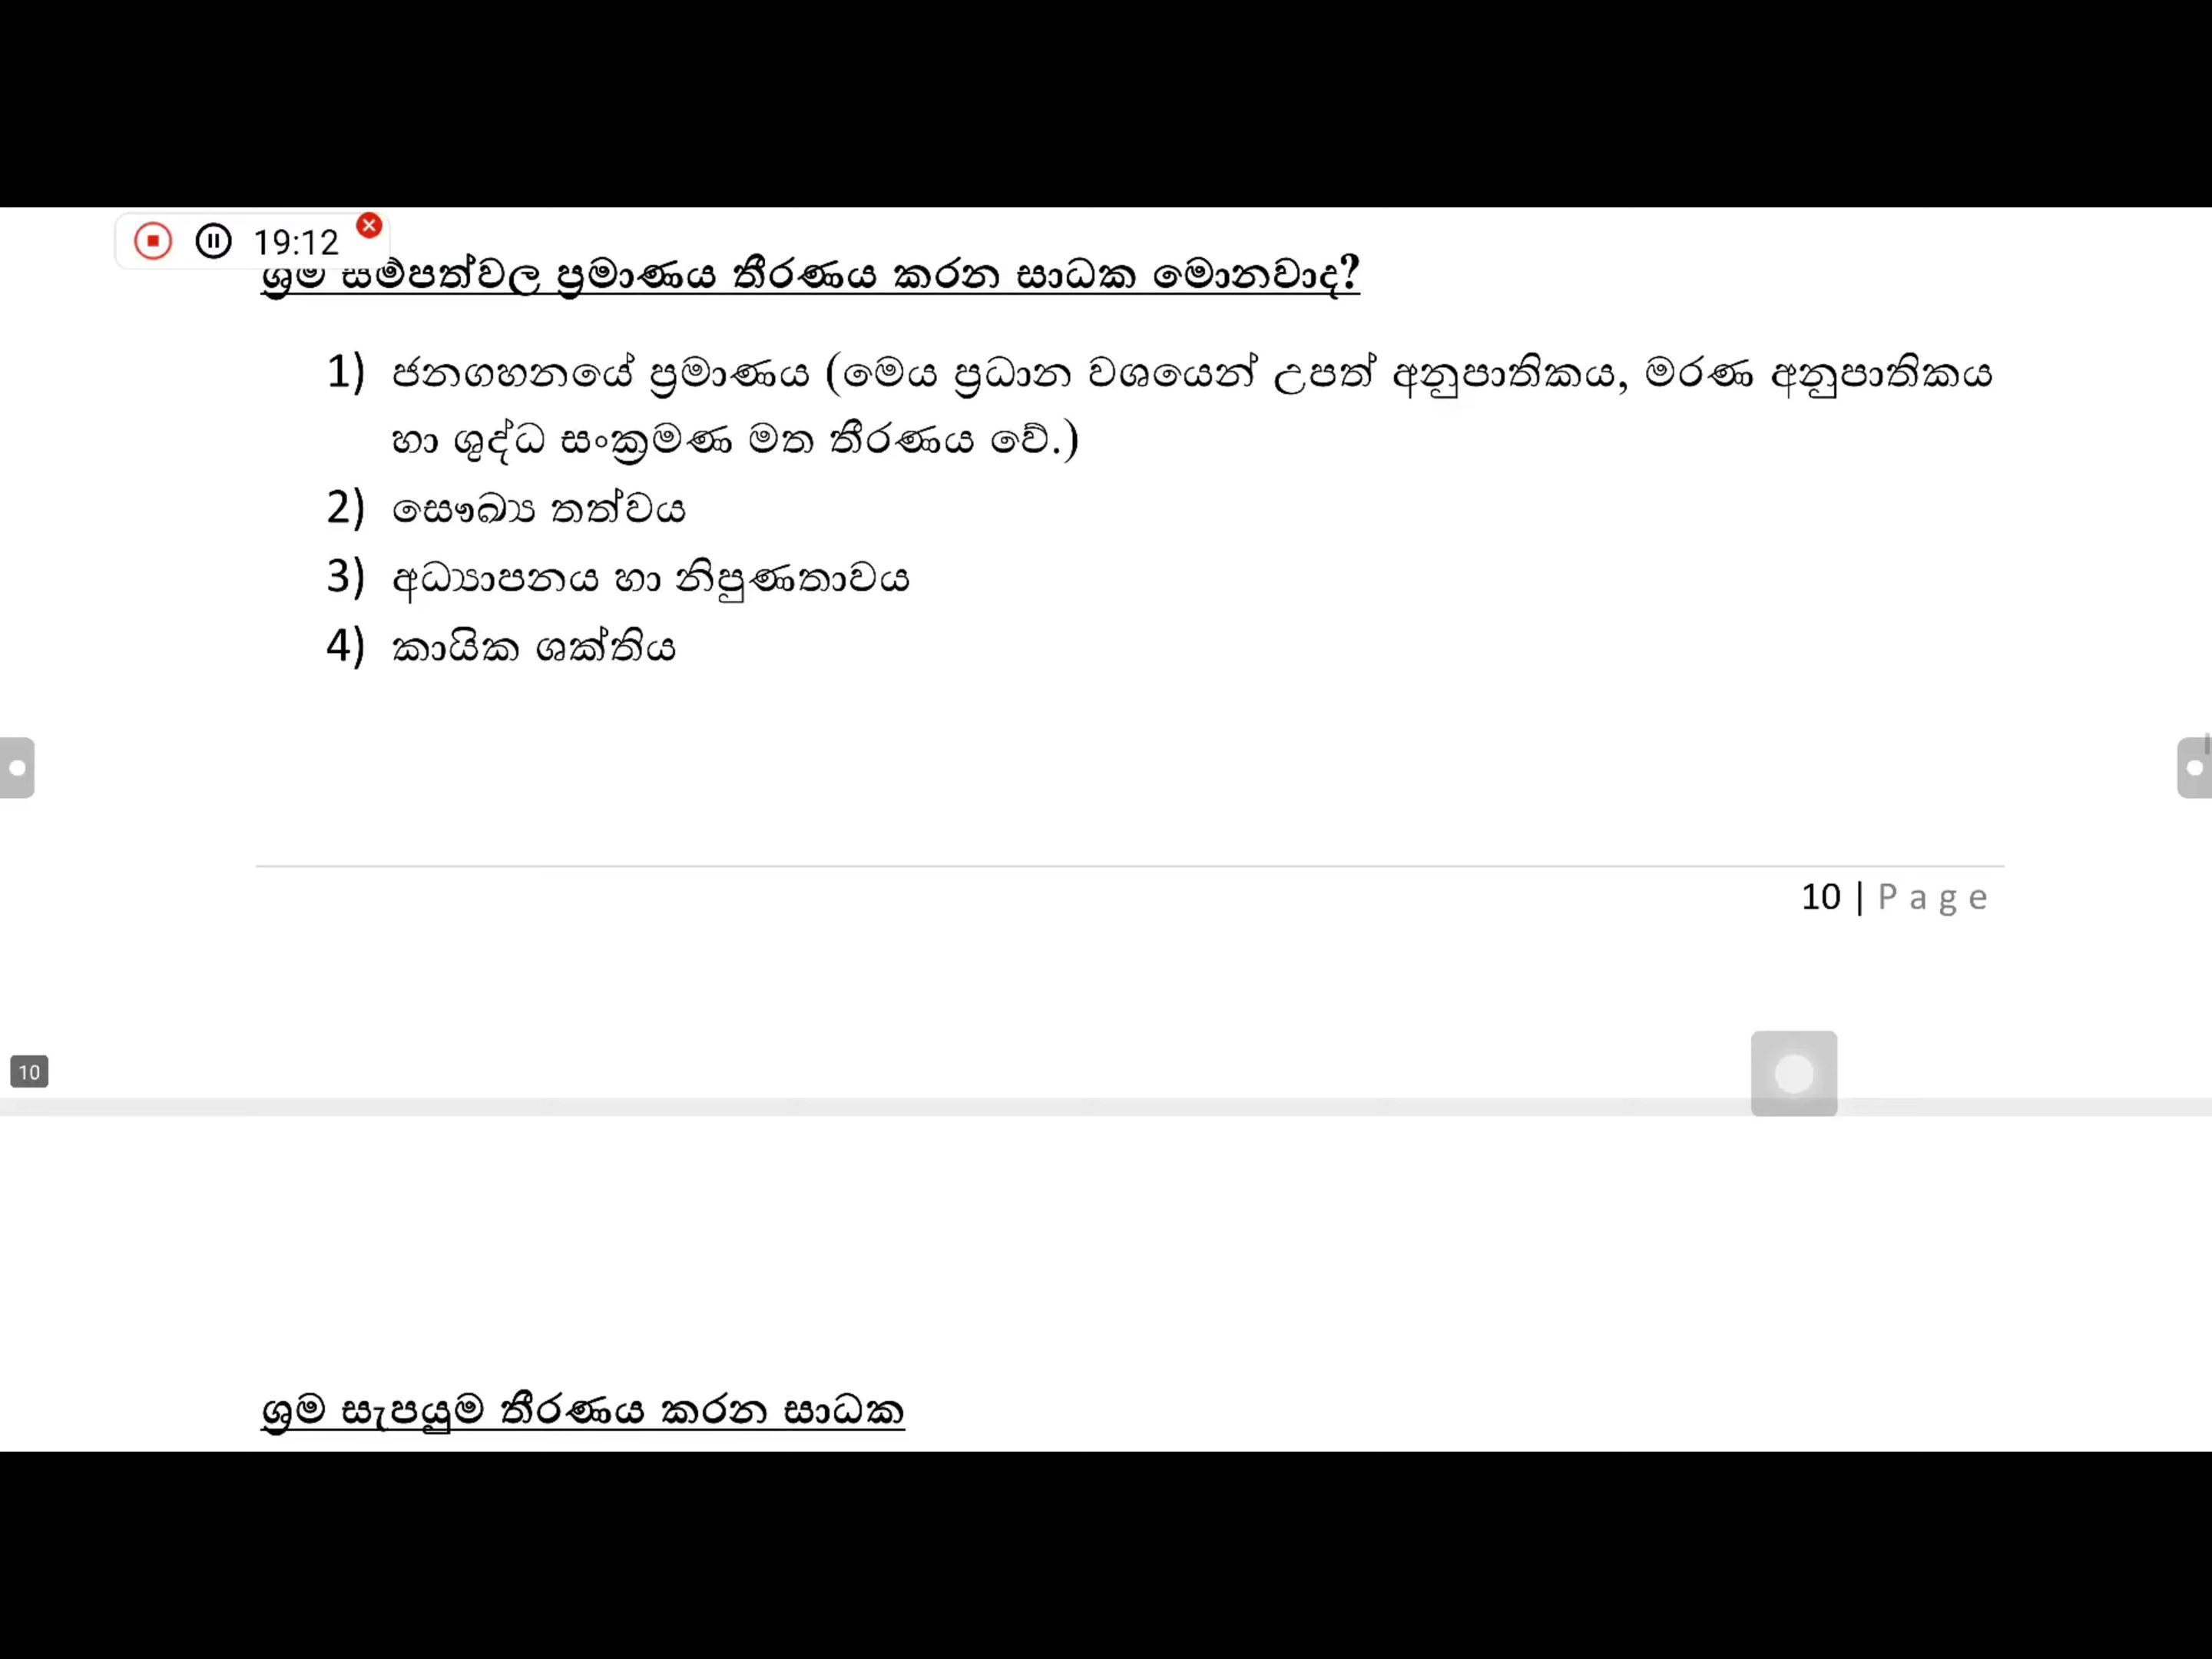 19:12
ශ්‍රම සම්පත්වල ප්‍රමාණය තීරණය කරන සාධක මොනවාද?
1) ජනගහනයේ ප්‍රමාණය (මෙය ප්‍රධාන වශයෙන් උපත් අනුපාතිකය, මරණ අනුපාතිකය
හා ශුද්ධ සංක්‍රමණ මත තීරණය වේ.)
2) සෞඛ්‍ය තත්වය
3) අධ්‍යාපනය හා නිපුණතාවය
4) කායික ශක්තිය
10 | Page
10
ශ්‍රම සැපයුම තීරණය කරන සාධක